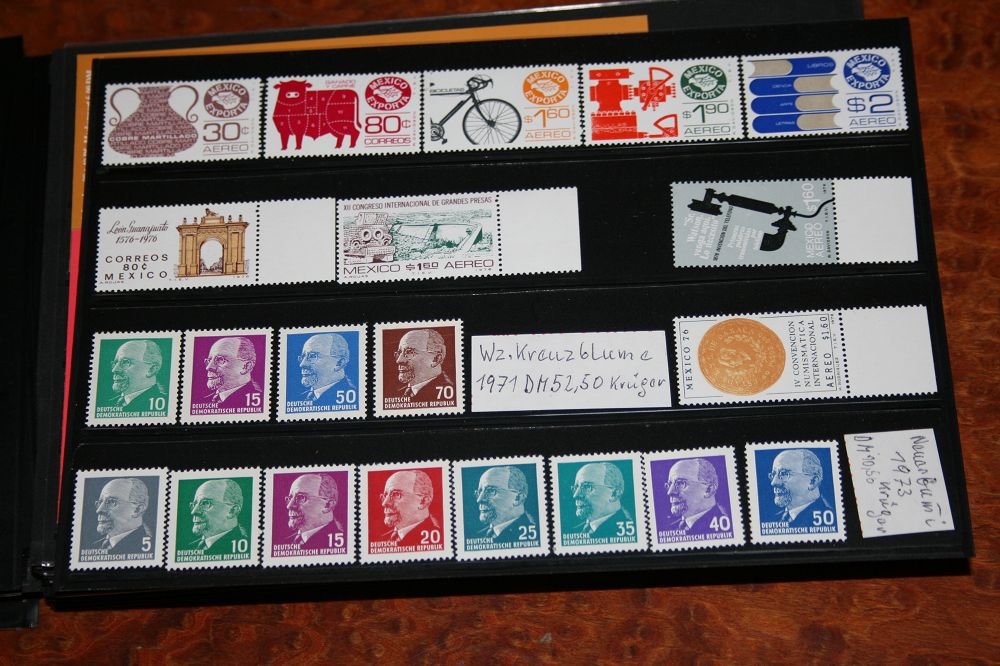 COBRE MARTILLADO
MEXICO EXPORTA
30¢
AEREO
GANADO Y CARNE
MEXICO EXPORTA
80¢
CORREOS
BICICLETAS
MEXICO EXPORTA
$1.60
AEREO
MEXICO EXPORTA
$1.90
AEREO
LIBROS
CIENCIA
ARTE
LETRAS
MEXICO EXPORTA
$12
AEREO
León, Guanajuato
1576-1976
CORREOS
80¢
MEXICO
XII CONGRESO INTERNACIONAL DE GRANDES PRESAS
MEXICO $1.60 AEREO
MEXICO
AEREO $1.60
MEXICO 76
IV CONVENCION
NUMISMATICA
INTERNACIONAL
AEREO $1.60
DEUTSCHE
DEMOKRATISCHE REPUBLIK
10
DEUTSCHE
DEMOKRATISCHE REPUBLIK
15
DEUTSCHE
DEMOKRATISCHE REPUBLIK
50
DEUTSCHE
DEMOKRATISCHE REPUBLIK
70
Wz. Kreuzblume
1971 DM 52,50 Krüger
DEUTSCHE
DEMOKRATISCHE REPUBLIK
5
DEUTSCHE
DEMOKRATISCHE REPUBLIK
10
DEUTSCHE
DEMOKRATISCHE REPUBLIK
15
DEUTSCHE
DEMOKRATISCHE REPUBLIK
20
DEUTSCHE
DEMOKRATISCHE REPUBLIK
25
DEUTSCHE
DEMOKRATISCHE REPUBLIK
35
DEUTSCHE
DEMOKRATISCHE REPUBLIK
40
DEUTSCHE
DEMOKRATISCHE REPUBLIK
50
1973
Krüger